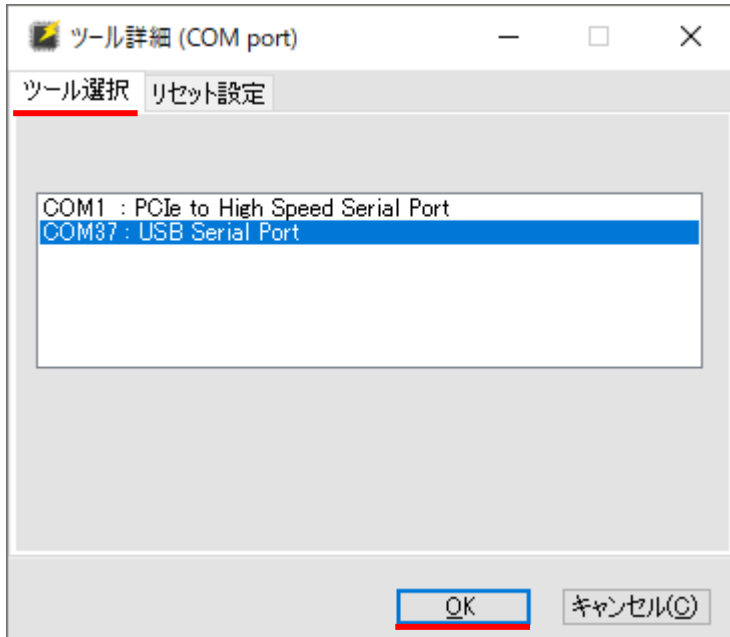 ツール詳細 (COM port)
ツール選択 リセット設定
COM1 : PCIe to High Speed Serial Port
COM37 : USB Serial Port
OK キャンセル(C)